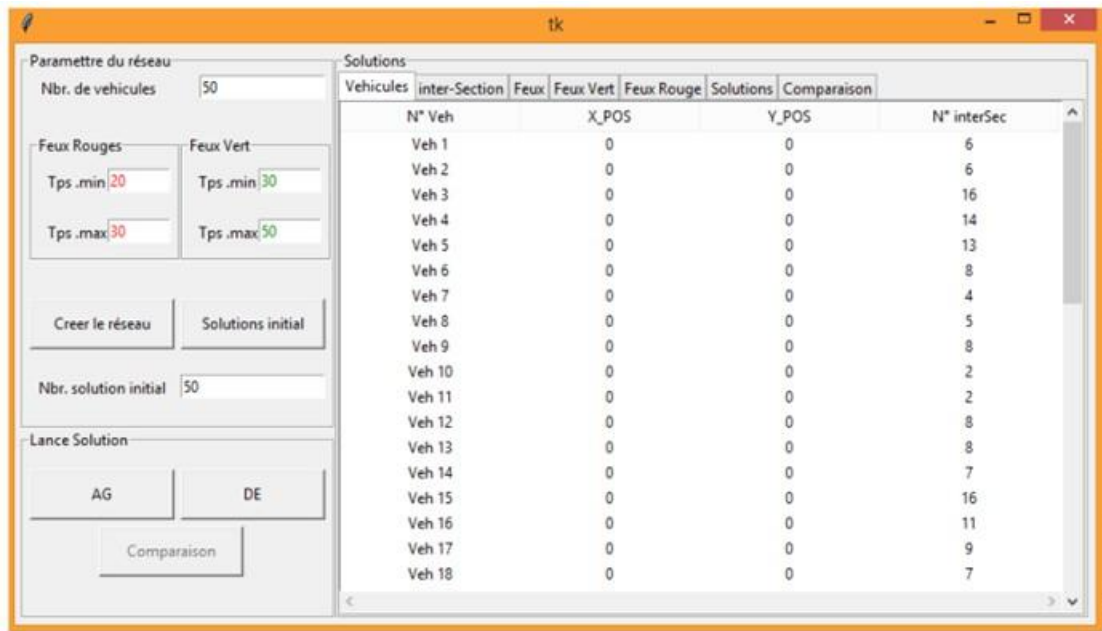 tk
Paramettre du réseau
Nbr. de vehicules 50
Feux Rouges
Tps .min 20
Tps .max 30
Feux Vert
Tps .min 30
Tps .max 50
Creer le réseau
Solutions initial
Nbr. solution initial 50
Lance Solution
AG
DE
Comparaison
Solutions
Vehicules inter-Section Feux Feux Vert Feux Rouge Solutions Comparaison
N° Veh X_POS Y_POS N° interSec
Veh 1 0 0 6
Veh 2 0 0 6
Veh 3 0 0 16
Veh 4 0 0 14
Veh 5 0 0 13
Veh 6 0 0 8
Veh 7 0 0 4
Veh 8 0 0 5
Veh 9 0 0 8
Veh 10 0 0 2
Veh 11 0 0 2
Veh 12 0 0 8
Veh 13 0 0 8
Veh 14 0 0 7
Veh 15 0 0 16
Veh 16 0 0 11
Veh 17 0 0 9
Veh 18 0 0 7